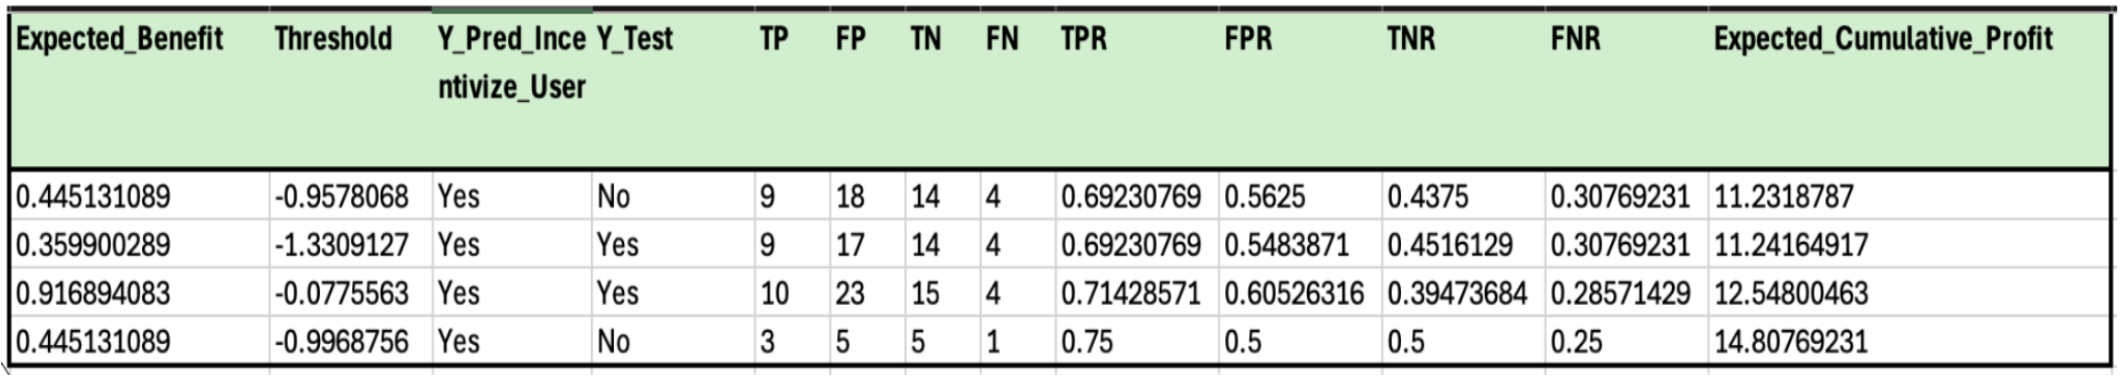 Expected_Benefit Threshold Y_Pred_Ince Y_Test TP FP TN FN TPR FPR TNR FNR Expected_Cumulative_Profit
ntivize_User
0.445131089 -0.9578068 Yes No 9 18 14 4 0.69230769 0.5625 0.4375 0.30769231 11.2318787
0.359900289 -1.3309127 Yes Yes 9 17 14 4 0.69230769 0.5483871 0.4516129 0.30769231 11.24164917
0.916894083 -0.0775563 Yes Yes 10 23 15 4 0.71428571 0.60526316 0.39473684 0.28571429 12.54800463
0.445131089 -0.9968756 Yes No 3 5 5 1 0.75 0.5 0.5 0.25 14.80769231